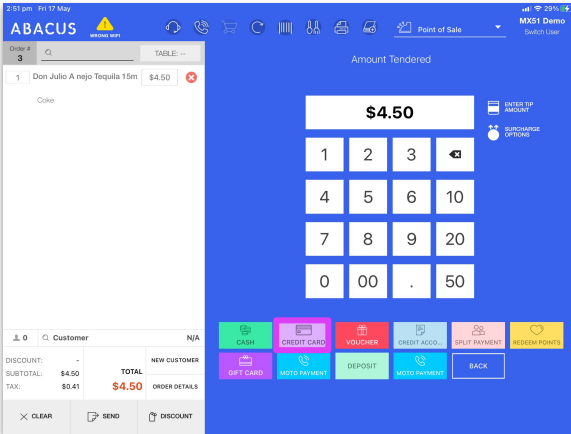 2:51 pm Fri 17 May
29%
ABACUS
WRONG WIFI
Point of Sale
MX51 Demo
Switch User
Order #
3
TABLE: --
1 Don Julio A nejo Tequila 15m $4.50
Coke
Amount Tendered
$4.50
ENTER TIP AMOUNT
SURCHARGE OPTIONS
1 2 3
4 5 6 10
7 8 9 20
0 00 . 50
CASH CREDIT CARD VOUCHER CREDIT ACCO... SPLIT PAYMENT REDEEM POINTS
GIFT CARD MOTO PAYMENT DEPOSIT MOTO PAYMENT BACK
0 Customer N/A
DISCOUNT: -
SUBTOTAL: $4.50
TAX: $0.41
TOTAL
$4.50
NEW CUSTOMER
ORDER DETAILS
CLEAR SEND DISCOUNT